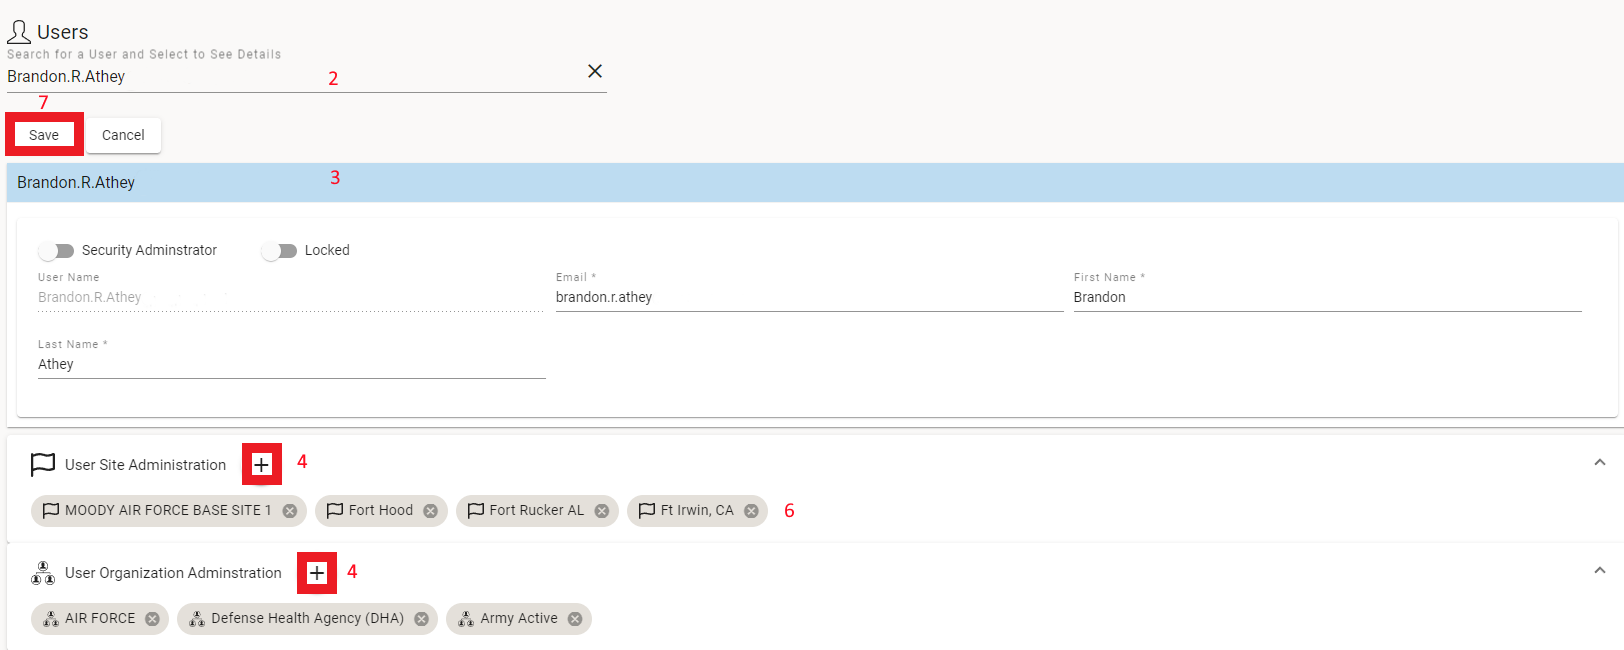 Users
Search for a User and Select to See Details
Brandon.R.Athey 2
7
Save Cancel
Brandon.R.Athey 3
Security Adminstrator Locked
User Name Email * First Name *
Brandon.R.Athey brandon.r.athey Brandon
Last Name *
Athey
User Site Administration + 4
MOODY AIR FORCE BASE SITE 1 Fort Hood Fort Rucker AL Ft Irwin, CA 6
User Organization Adminstration + 4
AIR FORCE Defense Health Agency (DHA) Army Active